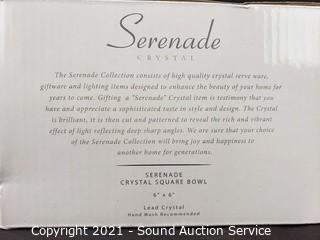 Serenade
CRYSTAL
The Serenade Collection consists of high quality crystal serve ware,
giftware and lighting items designed to enhance the beauty of your home for
years to come. Gifting a "Serenade" Crystal item is testimony that you
have and appreciate a sophisticated taste in style and design. The Crystal
is brilliant, it is then cut and patterned to reveal the rich and vibrant
effect of light reflecting deep sharp angles. We are sure that your choice
of the Serenade Collection will bring joy and happiness to
another home for generations.
SERENADE
CRYSTAL SQUARE BOWL
6" x 6"
Lead Crystal
Hand Wash Recommended
Copyright 2021 - Sound Auction Service